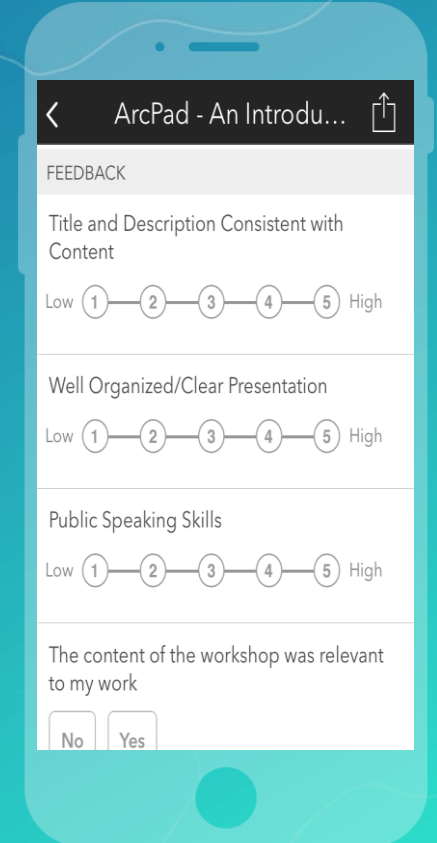 ArcPad - An Introdu...
FEEDBACK
Title and Description Consistent with
Content
Low 1 2 3 4 5 High
Well Organized/Clear Presentation
Low 1 2 3 4 5 High
Public Speaking Skills
Low 1 2 3 4 5 High
The content of the workshop was relevant
to my work
No Yes